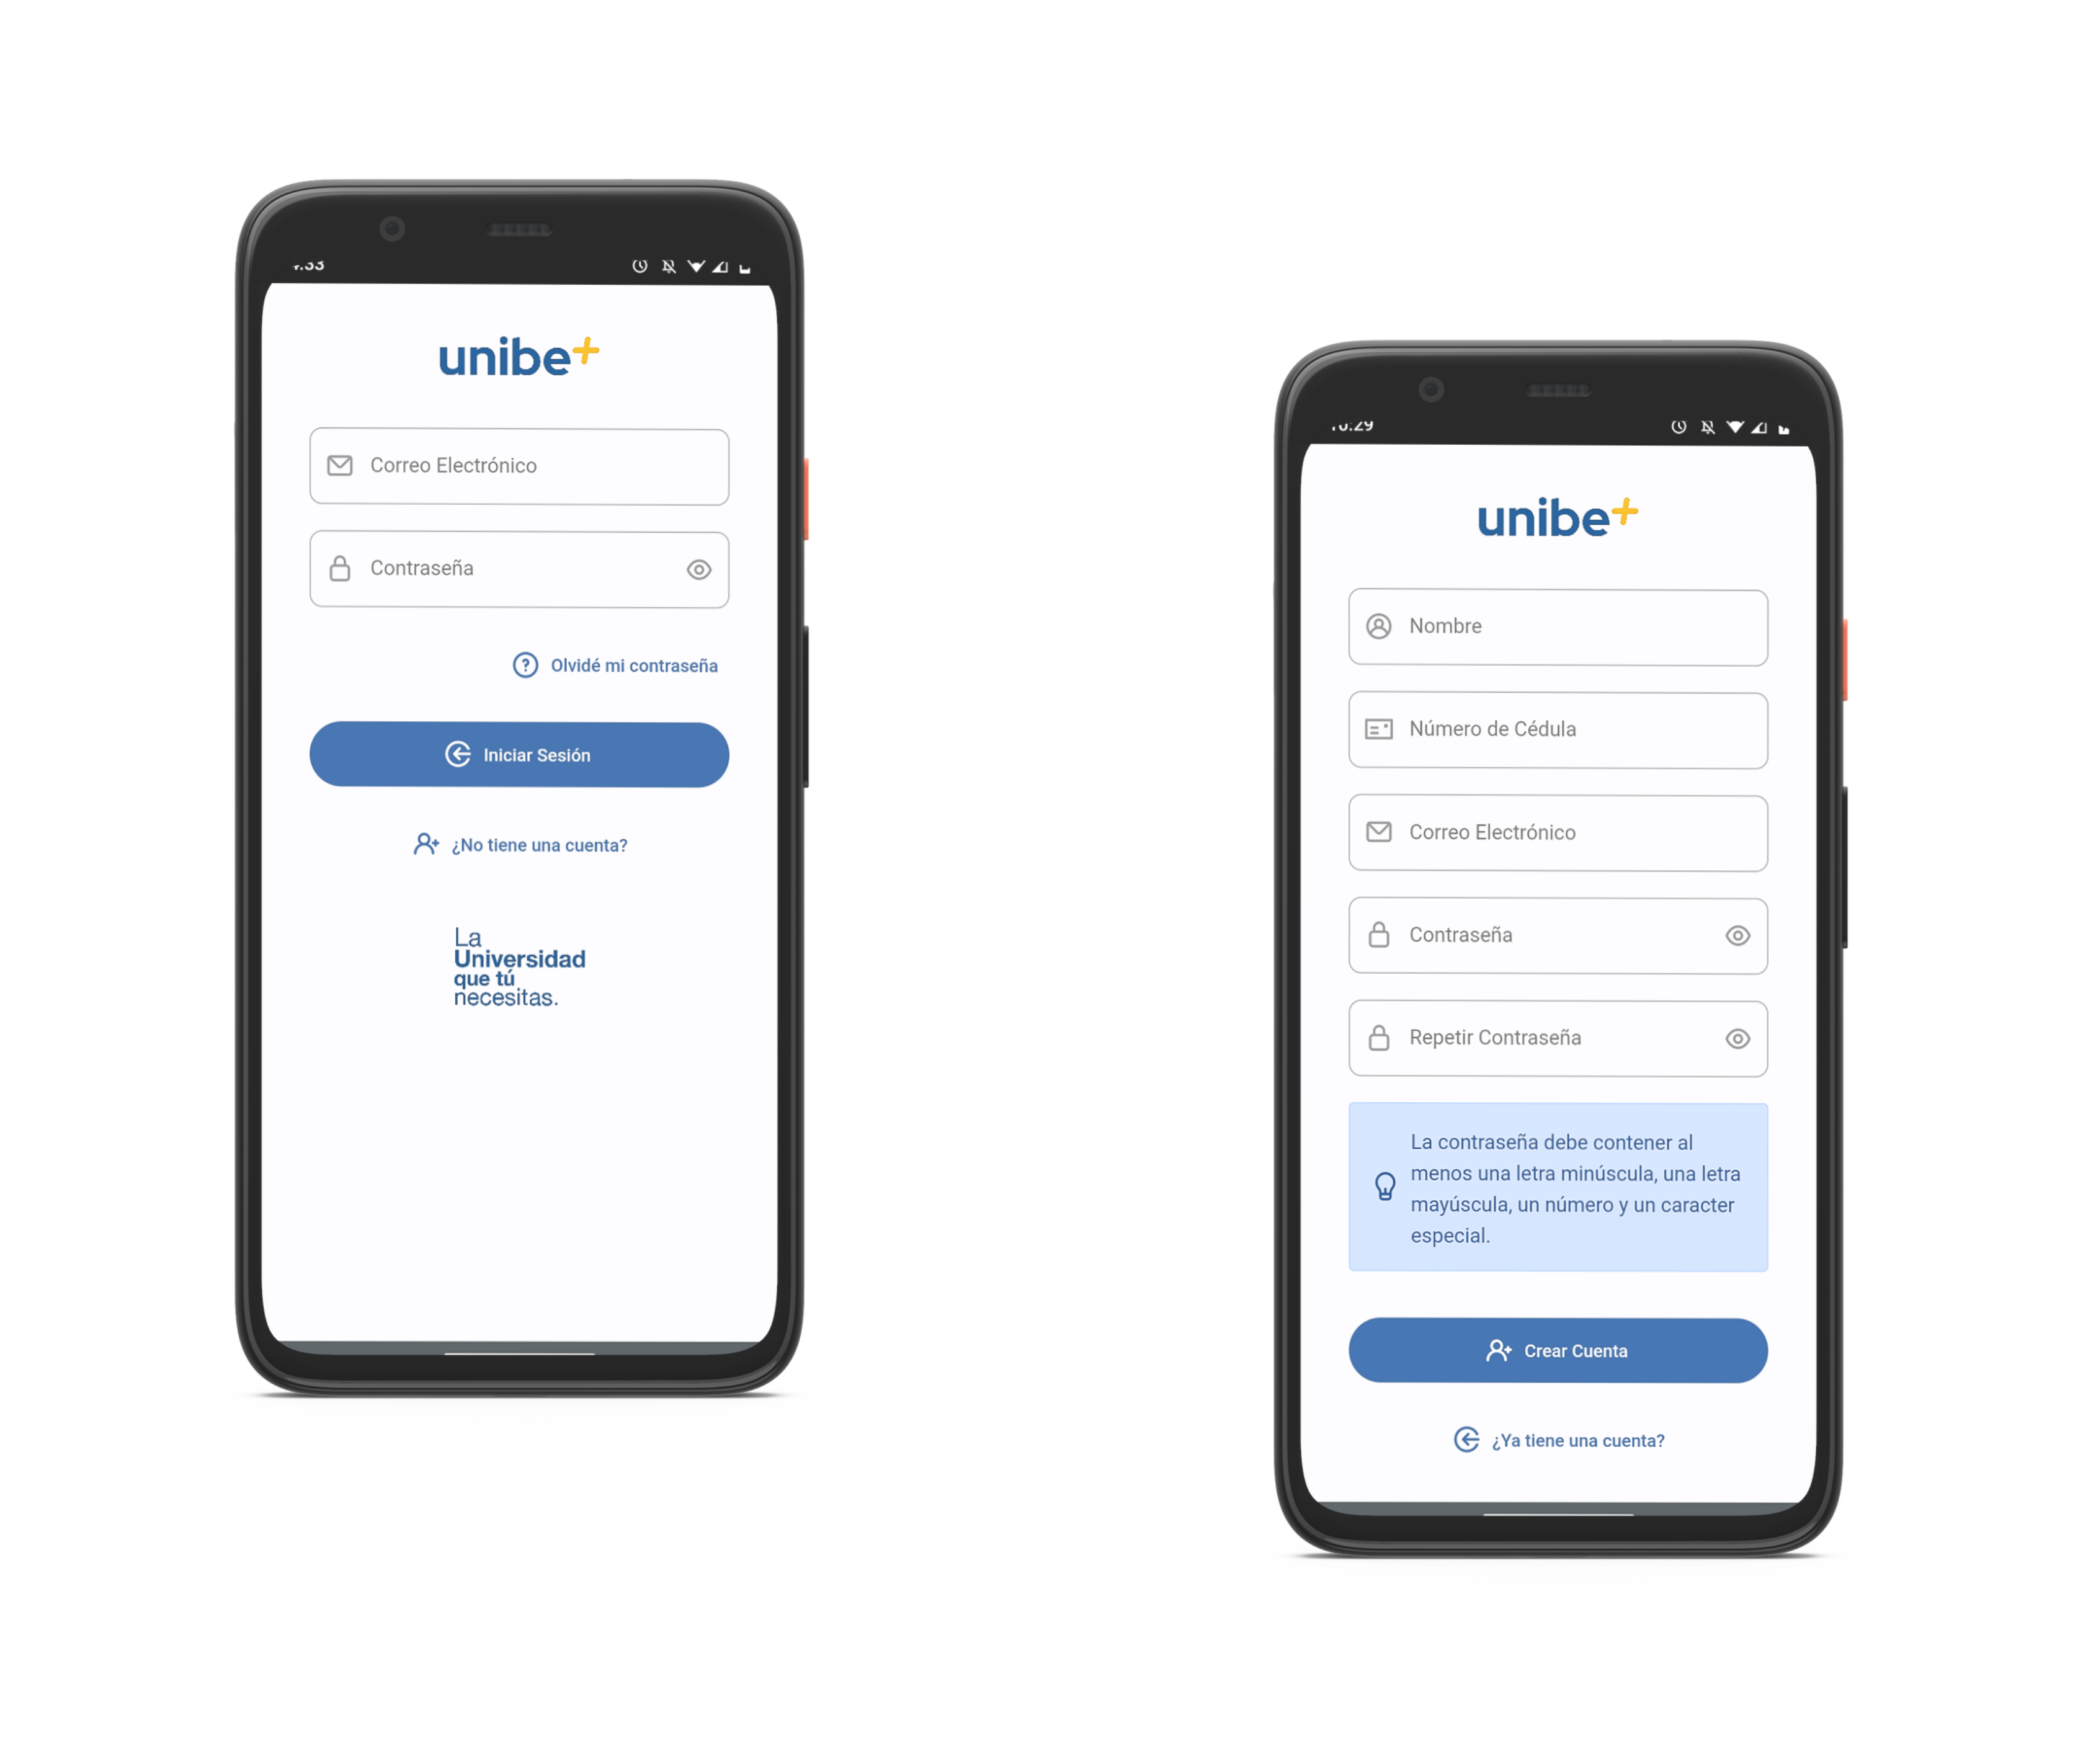 unibe+
Correo Electrónico
Contraseña
Olvidé mi contraseña
Iniciar Sesión
¿No tiene una cuenta?
La
Universidad
que tú
necesitas.
unibe+
Nombre
Número de Cédula
Correo Electrónico
Contraseña
Repetir Contraseña
La contraseña debe contener al
menos una letra minúscula, una letra
mayúscula, un número y un caracter
especial.
Crear Cuenta
¿Ya tiene una cuenta?